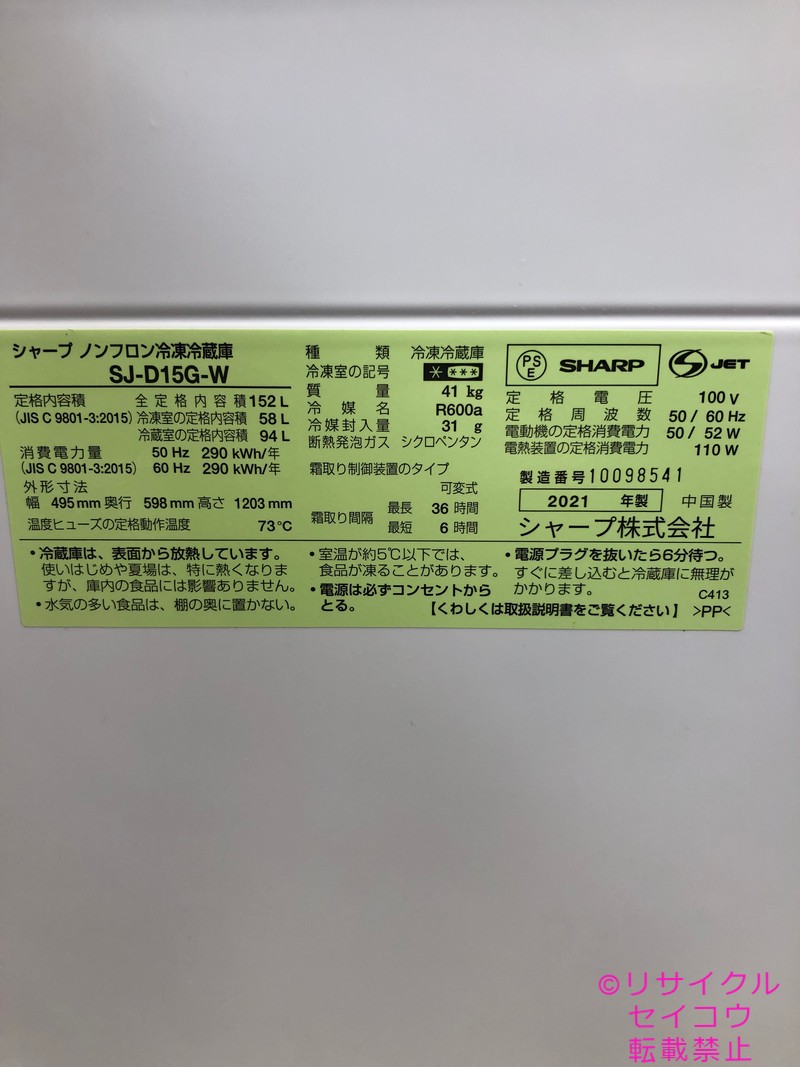 シャープ ノンフロン冷凍冷蔵庫
SJ-D15G-W
定格内容積 全定格内容積 152 L
(JIS C 9801-3:2015) 冷凍室の定格内容積 58 L
冷蔵室の定格内容積 94 L
消費電力量 50 Hz 290 kWh/年
(JIS C 9801-3:2015) 60 Hz 290 kWh/年
外形寸法
幅 495 mm 奥行 598 mm 高さ 1203 mm
温度ヒューズの定格動作温度 73℃
種類 冷凍冷蔵庫
冷凍室の記号 * ***
質量 41 kg
冷媒名 R600a
冷媒封入量 31 g
断熱発泡ガス シクロペンタン
霜取り制御装置のタイプ
可変式
霜取り間隔 最長 36 時間
最短 6 時間
PSE SHARP JET
定格電圧 100 V
定格周波数 50 / 60 Hz
電動機の定格消費電力 50 / 52 W
電熱装置の定格消費電力 110 W
製造番号 10098541
2021 年製 中国製
シャープ株式会社
・冷蔵庫は、表面から放熱しています。
使いはじめや夏場は、特に熱くなりま
すが、庫内の食品には影響ありません。
・水気の多い食品は、棚の奥に置かない。
・室温が約5℃以下では、
食品が凍ることがあります。
・電源は必ずコンセントから
とる。
・電源プラグを抜いたら6分待つ。
すぐに差し込むと冷蔵庫に無理が
かかります。
C413
【くわしくは取扱説明書をご覧ください】 >PP<
©リサイクル
セイコウ
転載禁止